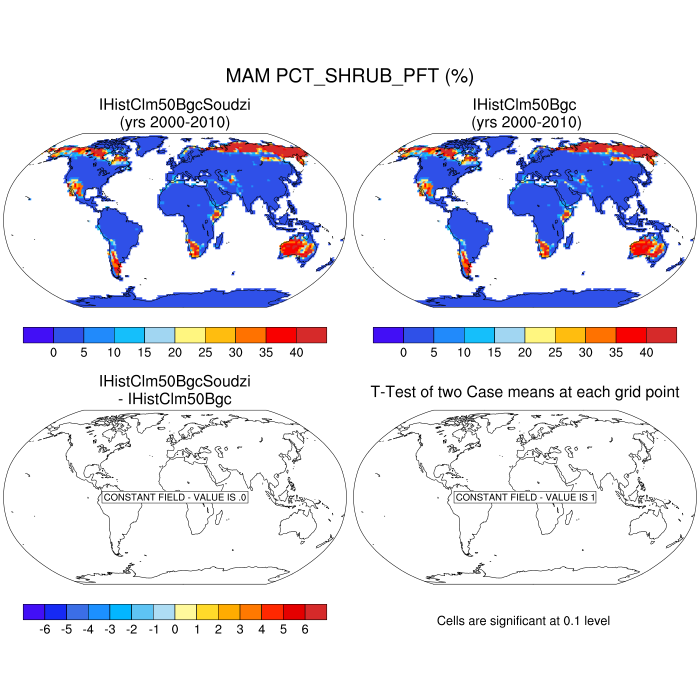 MAM PCT_SHRUB_PFT (%)
IHistClm50BgcSoudzi
(yrs 2000-2010)
IHistClm50Bgc
(yrs 2000-2010)
0 5 10 15 20 25 30 35 40
0 5 10 15 20 25 30 35 40
IHistClm50BgcSoudzi
- IHistClm50Bgc
T-Test of two Case means at each grid point
CONSTANT FIELD - VALUE IS .0
CONSTANT FIELD - VALUE IS 1
-6 -5 -4 -3 -2 -1 0 1 2 3 4 5 6
Cells are significant at 0.1 level